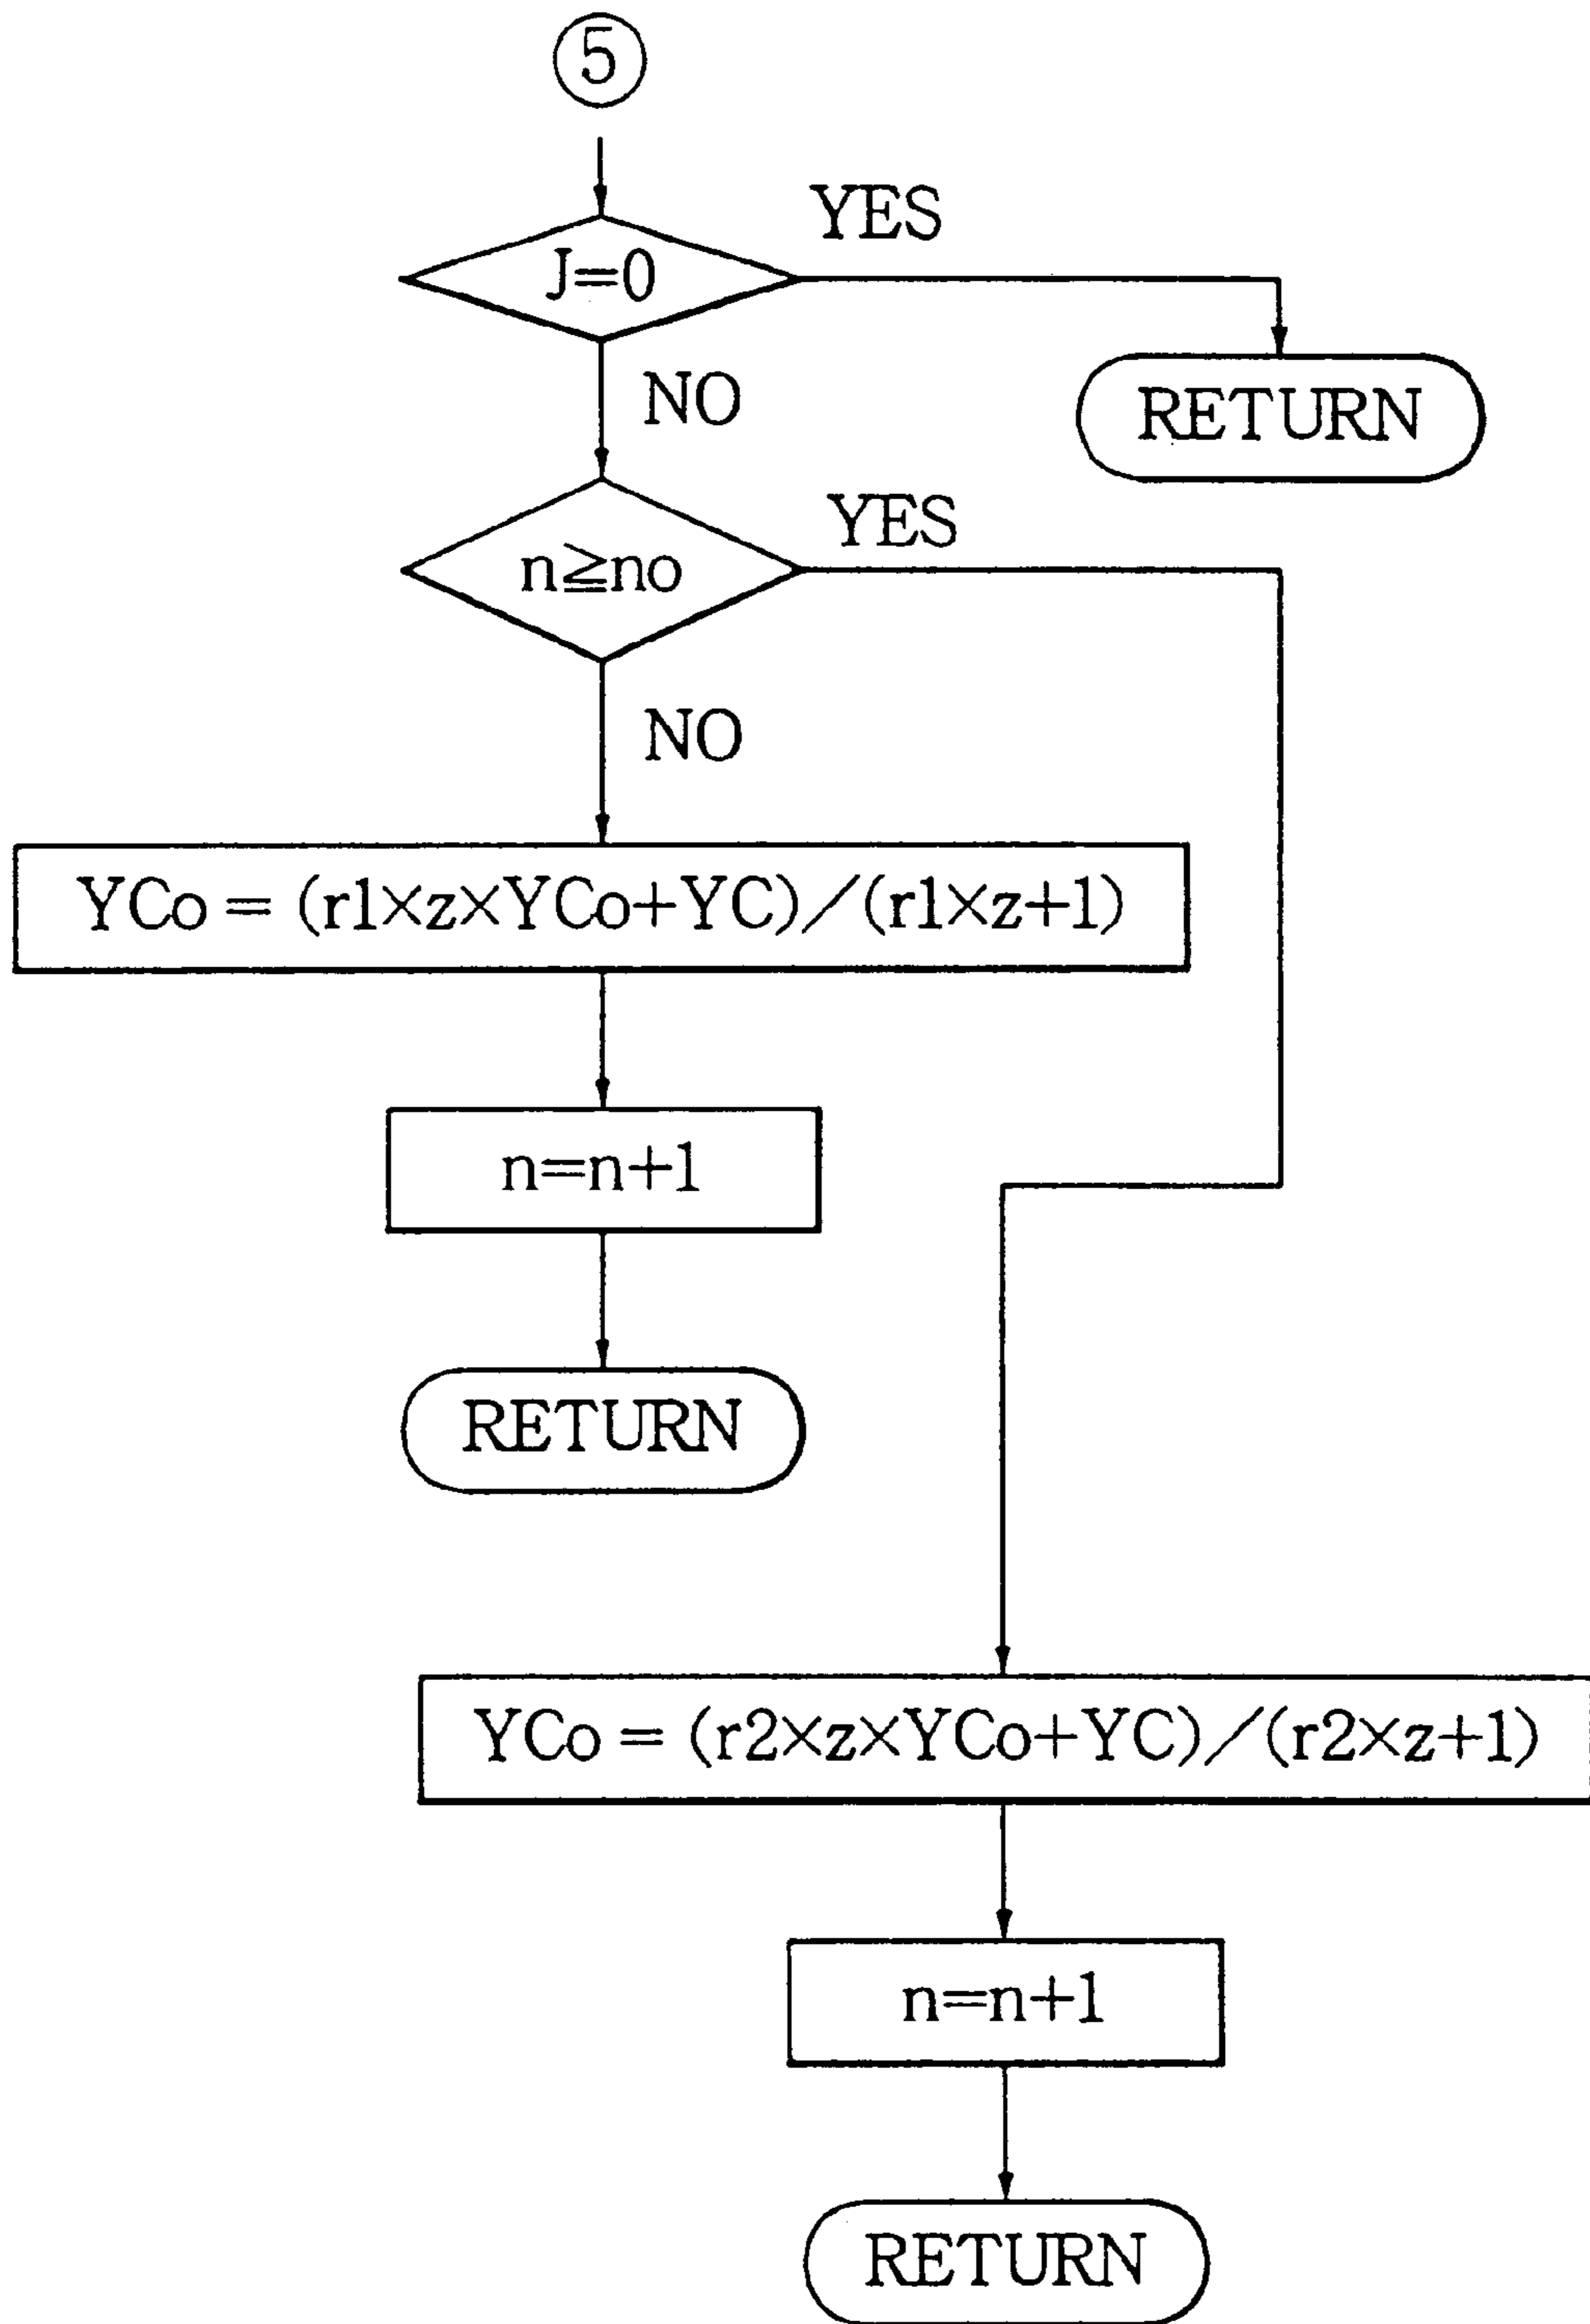 5
YES
J=0
NO
RETURN
YES
n≧no
NO
YCo = (r1×z×YCo+YC)/(r1×z+1)
n=n+1
RETURN
YCo = (r2×z×YCo+YC)/(r2×z+1)
n=n+1
RETURN